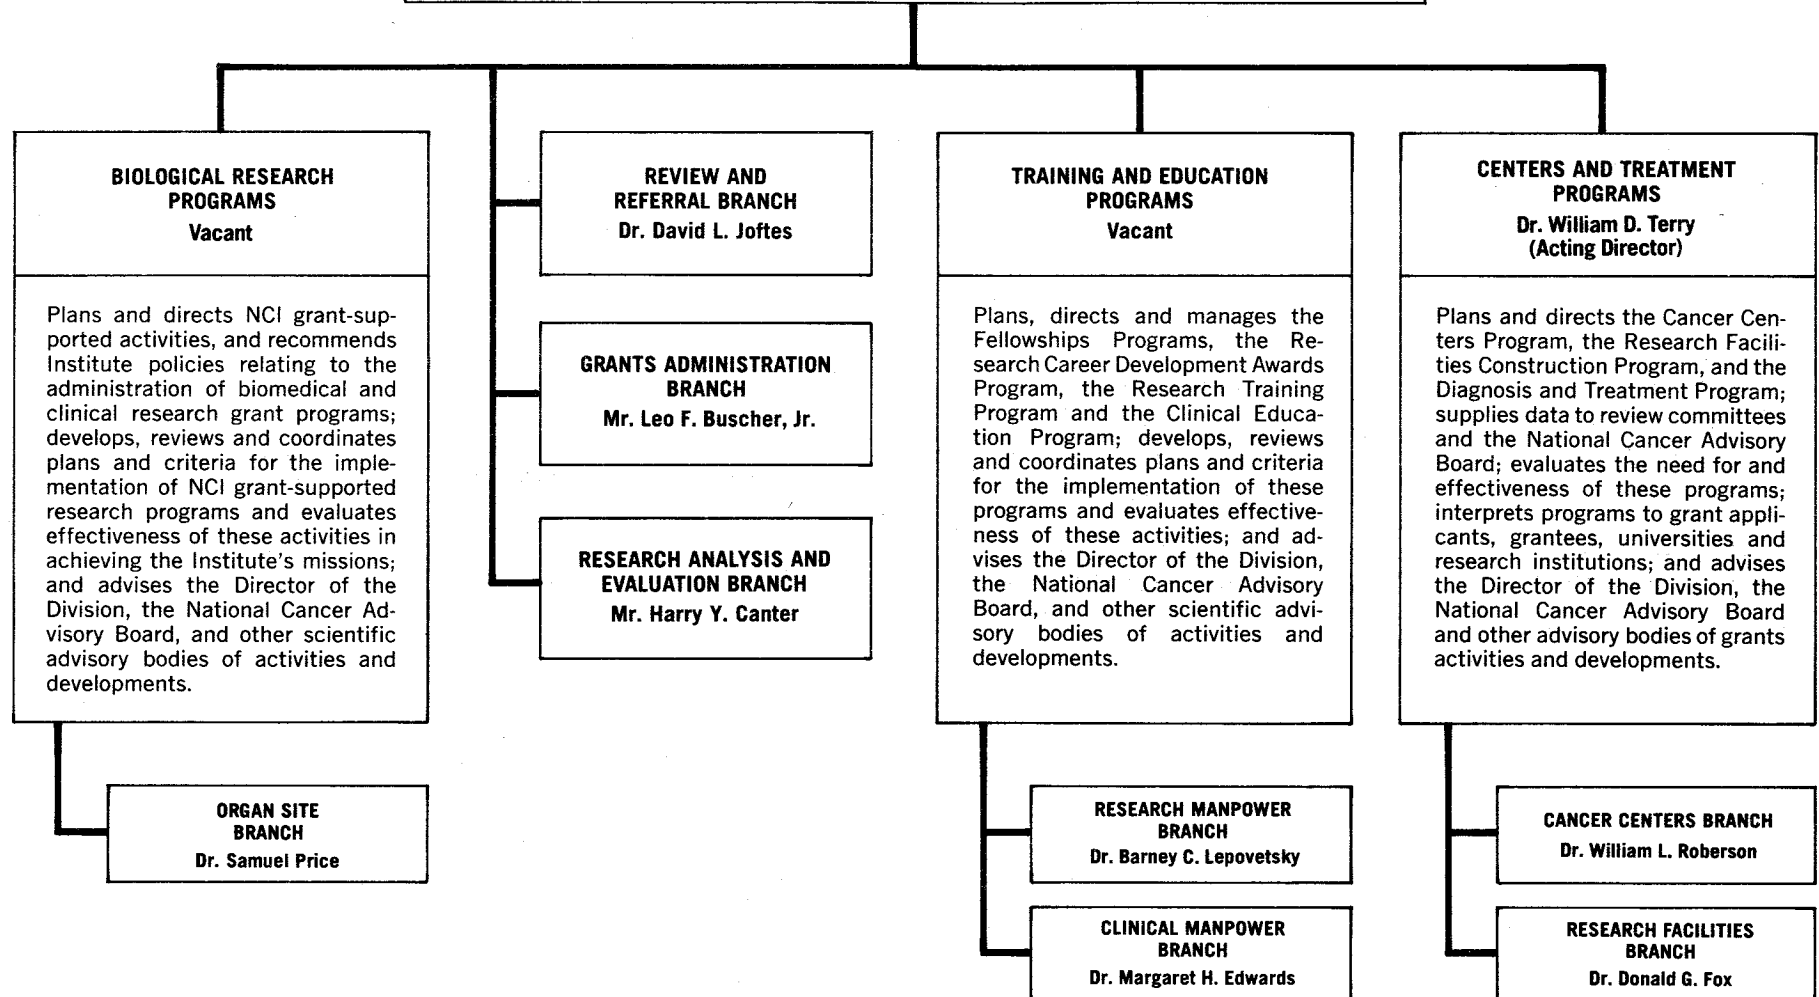 BIOLOGICAL RESEARCH
PROGRAMS
Vacant
Plans and directs NCI grant-sup-
ported activities, and recommends
Institute policies relating to the
administration of biomedical and
clinical research grant programs;
develops, reviews and coordinates
plans and criteria for the imple-
mentation of NCI grant-supported
research programs and evaluates
effectiveness of these activities in
achieving the Institute's missions;
and advises the Director of the
Division, the National Cancer Ad-
visory Board, and other scientific
advisory bodies of activities and
developments.
ORGAN SITE
BRANCH
Dr. Samuel Price
REVIEW AND
REFERRAL BRANCH
Dr. David L. Joftes
GRANTS ADMINISTRATION
BRANCH
Mr. Leo F. Buscher, Jr.
RESEARCH ANALYSIS AND
EVALUATION BRANCH
Mr. Harry Y. Canter
TRAINING AND EDUCATION
PROGRAMS
Vacant
Plans, directs and manages the
Fellowships Programs, the Re-
search Career Development Awards
Program, the Research Training
Program and the Clinical Educa-
tion Program; develops, reviews
and coordinates plans and criteria
for the implementation of these
programs and evaluates effective-
ness of these activities; and ad-
vises the Director of the Division,
the National Cancer Advisory
Board, and other scientific advi-
sory bodies of activities and
developments.
RESEARCH MANPOWER
BRANCH
Dr. Barney C. Lepovetsky
CLINICAL MANPOWER
BRANCH
Dr. Margaret H. Edwards
CENTERS AND TREATMENT
PROGRAMS
Dr. William D. Terry
(Acting Director)
Plans and directs the Cancer Cen-
ters Program, the Research Facili-
ties Construction Program, and the
Diagnosis and Treatment Program;
supplies data to review committees
and the National Cancer Advisory
Board; evaluates the need for and
effectiveness of these programs;
interprets programs to grant appli-
cants, grantees, universities and
research institutions; and advises
the Director of the Division, the
National Cancer Advisory Board
and other advisory bodies of grants
activities and developments.
CANCER CENTERS BRANCH
Dr. William L. Roberson
RESEARCH FACILITIES
BRANCH
Dr. Donald G. Fox